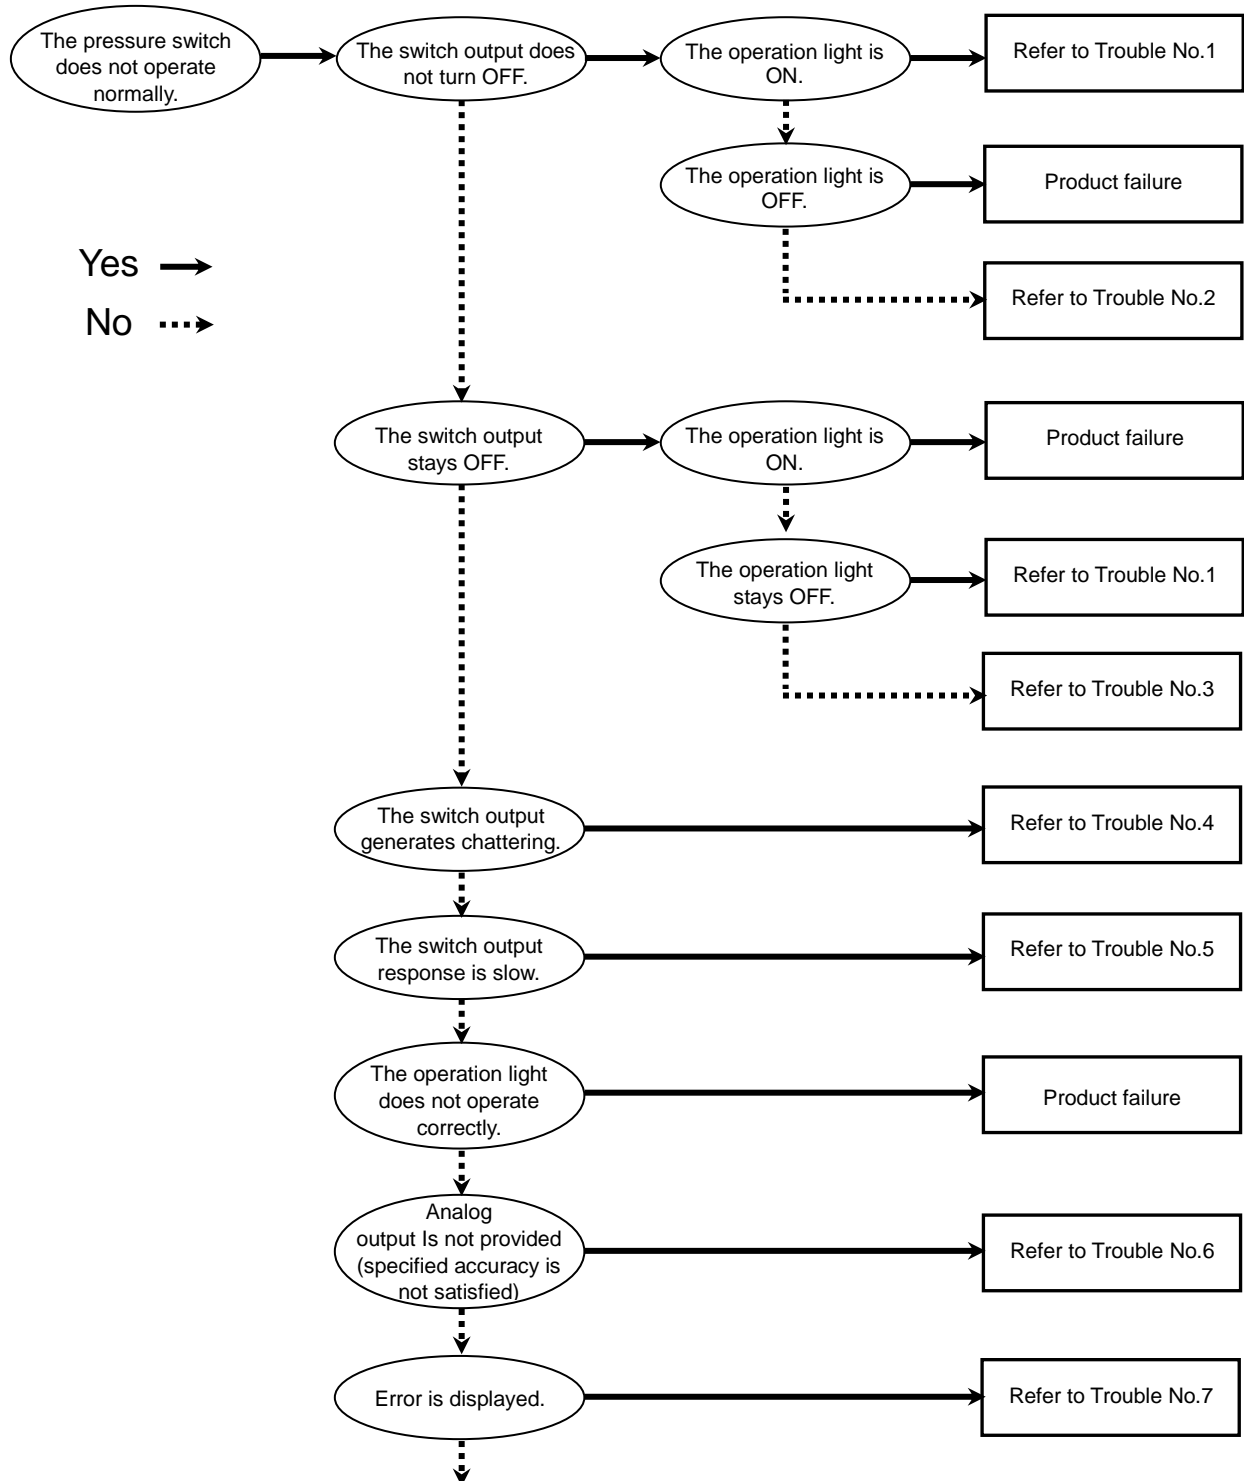 The pressure switch
does not operate
normally.
The switch output does
not turn OFF.
The operation light is
ON.
Refer to Trouble No.1
The operation light is
OFF.
Product failure
Yes
No
Refer to Trouble No.2
The switch output
stays OFF.
The operation light is
ON.
Product failure
The operation light
stays OFF.
Refer to Trouble No.1
Refer to Trouble No.3
The switch output
generates chattering.
Refer to Trouble No.4
The switch output
response is slow.
Refer to Trouble No.5
The operation light
does not operate
correctly.
Product failure
Analog
output Is not provided
(specified accuracy is
not satisfied)
Refer to Trouble No.6
Error is displayed.
Refer to Trouble No.7